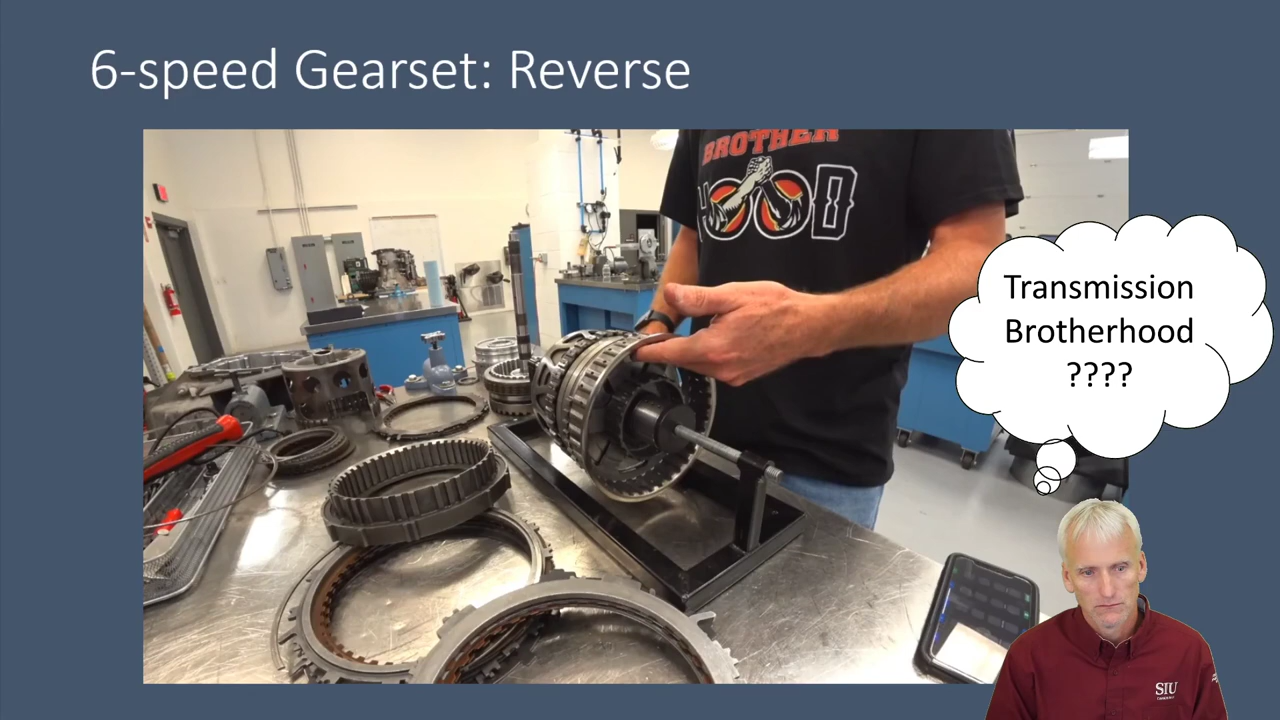 6-speed Gearset: Reverse
BROTHER
HOOD
Transmission
Brotherhood
????
SIU